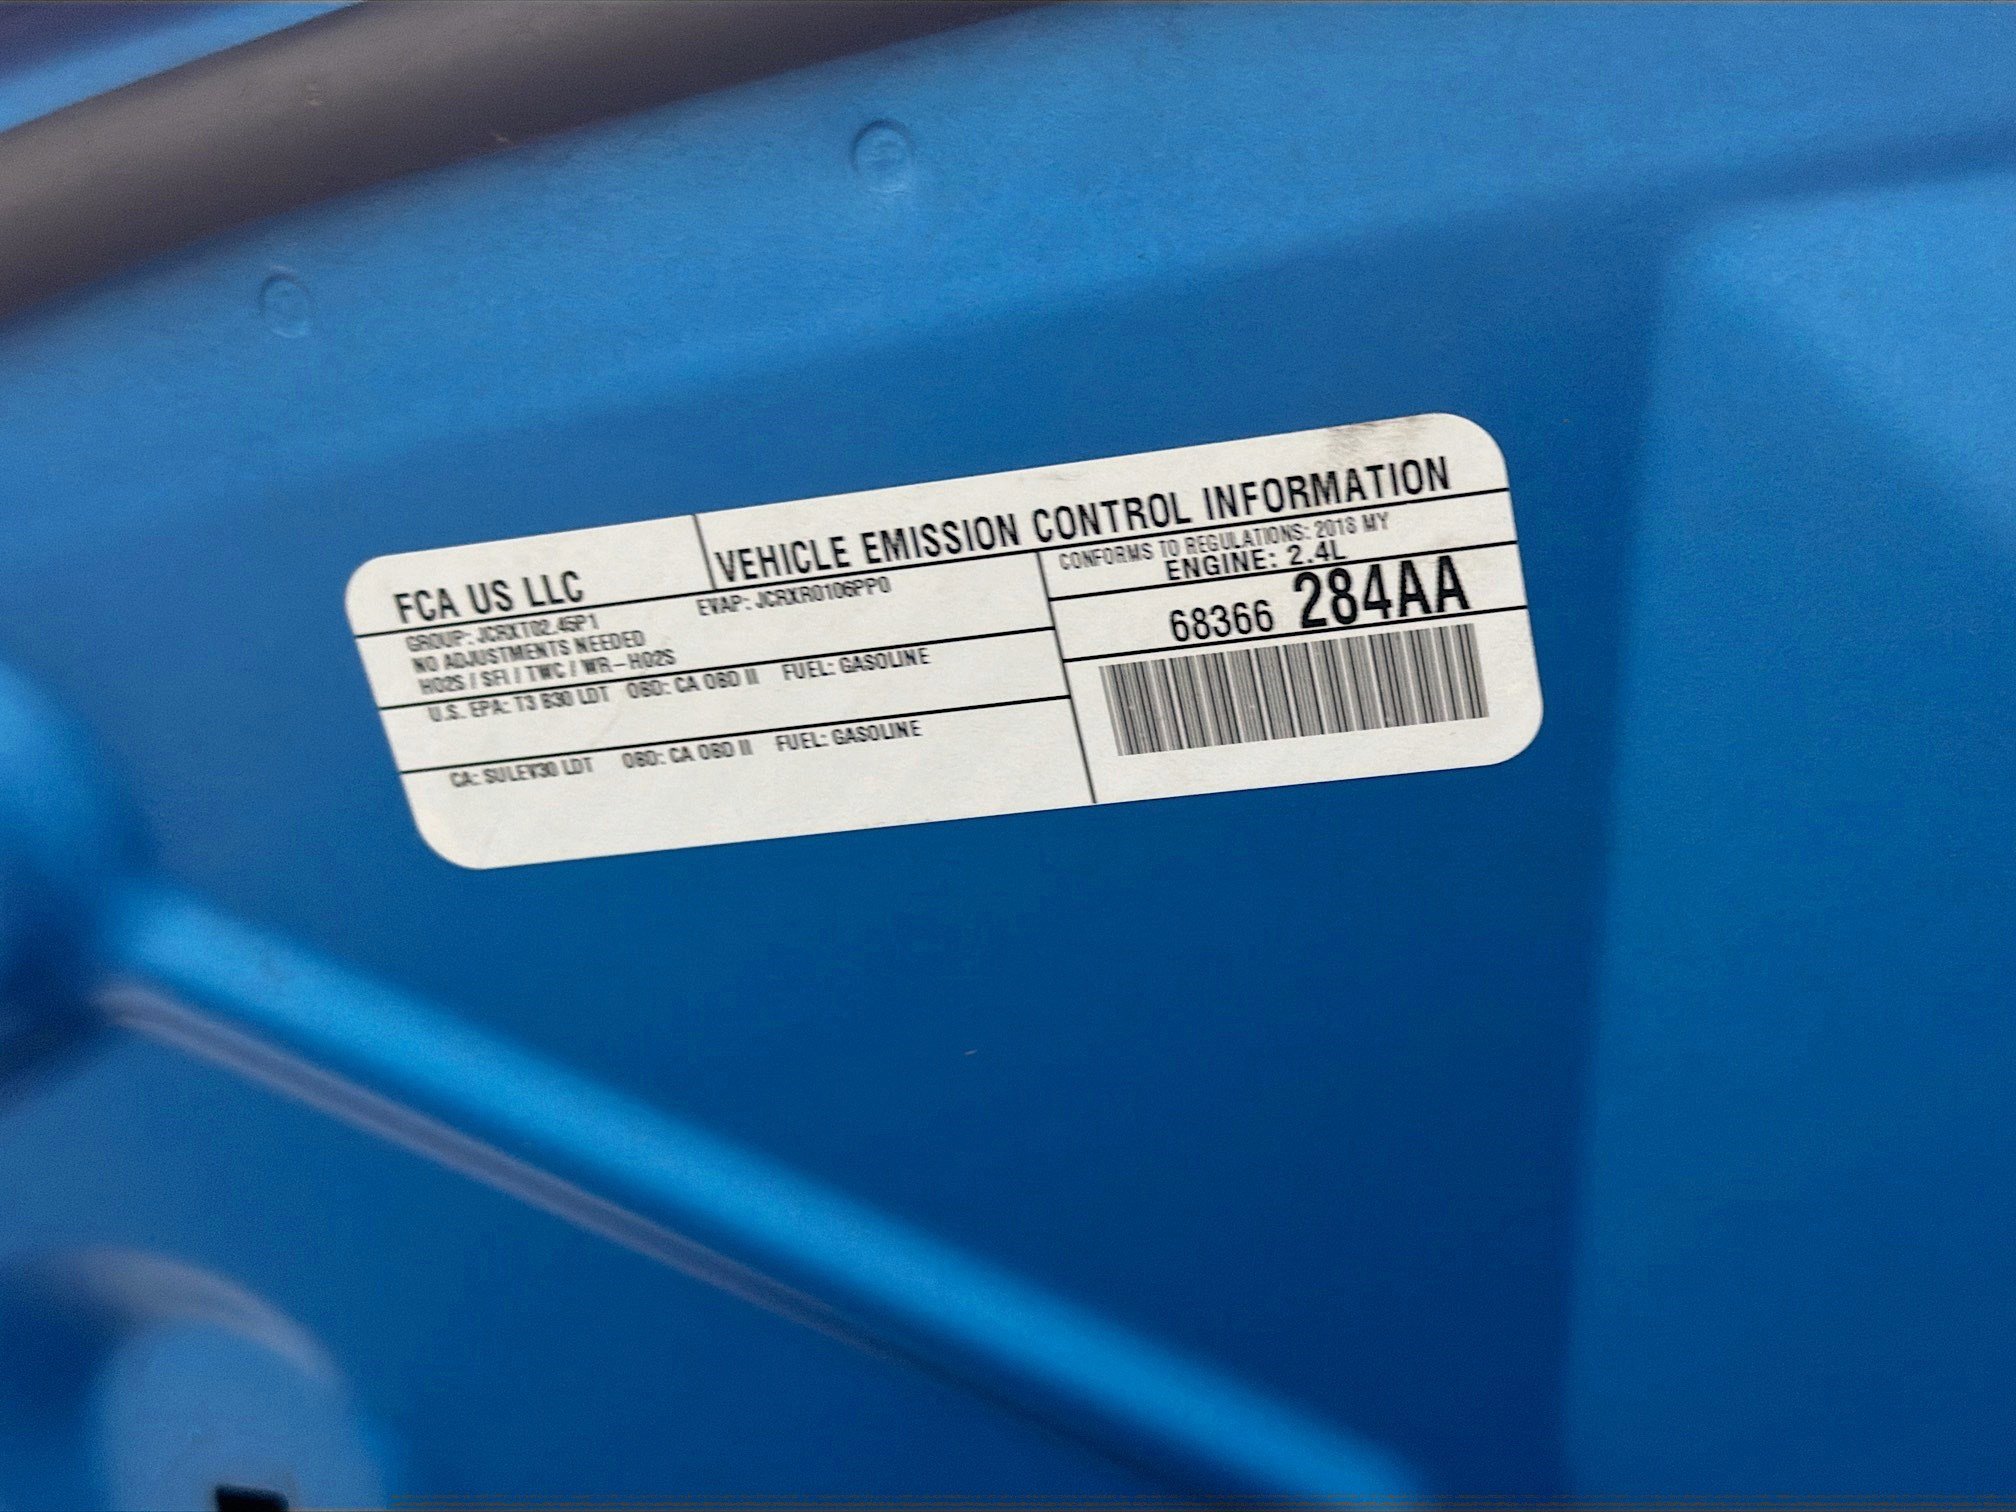 FCA US LLC
VEHICLE EMISSION CONTROL INFORMATION
GROUP: JCRXT02.45P1
EVAP: JCRXR0106PP0
NO ADJUSTMENTS NEEDED
HO2S / SFI / TWC / WR-HO2S
U.S. EPA: T3 B30 LDT OBD: CA OBD II FUEL: GASOLINE
CA: SULEV30 LDT OBD: CA OBD II FUEL: GASOLINE
CONFORMS TO REGULATIONS: 2018 MY
ENGINE: 2.4L
68366 284AA